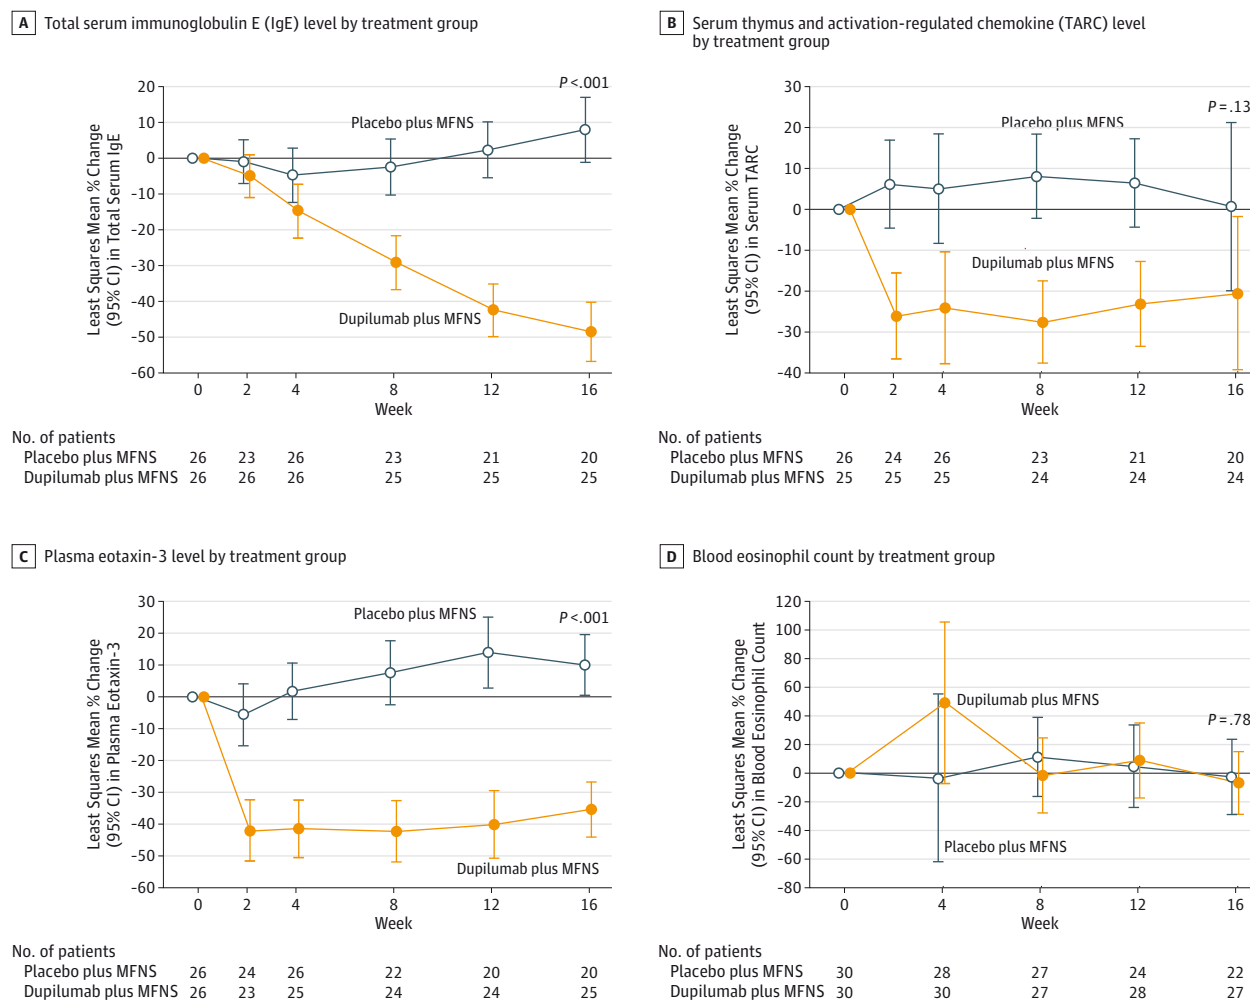 A Total serum immunoglobulin E (IgE) level by treatment group
Least Squares Mean % Change
(95% CI) in Total Serum IgE
20
10
0
-10
-20
-30
-40
-50
-60
P <.001
Placebo plus MFNS
Dupilumab plus MFNS
0 2 4 8 12 16
Week
No. of patients
Placebo plus MFNS 26 23 26 23 21 20
Dupilumab plus MFNS 26 26 26 25 25 25
B Serum thymus and activation-regulated chemokine (TARC) level
by treatment group
Least Squares Mean % Change
(95% CI) in Serum TARC
30
20
10
0
-10
-20
-30
-40
P = .13
Placebo plus MFNS
Dupilumab plus MFNS
0 2 4 8 12 16
Week
No. of patients
Placebo plus MFNS 26 24 26 23 21 20
Dupilumab plus MFNS 25 25 25 24 24 24
C Plasma eotaxin-3 level by treatment group
Least Squares Mean % Change
(95% CI) in Plasma Eotaxin-3
30
20
10
0
-10
-20
-30
-40
-50
-60
Placebo plus MFNS
P <.001
Dupilumab plus MFNS
0 2 4 8 12 16
Week
No. of patients
Placebo plus MFNS 26 24 26 22 20 20
Dupilumab plus MFNS 26 23 25 24 24 25
D Blood eosinophil count by treatment group
Least Squares Mean % Change
(95% CI) in Blood Eosinophil Count
120
100
80
60
40
20
0
-20
-40
-60
-80
Dupilumab plus MFNS
P = .78
Placebo plus MFNS
0 4 8 12 16
Week
No. of patients
Placebo plus MFNS 30 28 27 24 22
Dupilumab plus MFNS 30 30 27 28 27